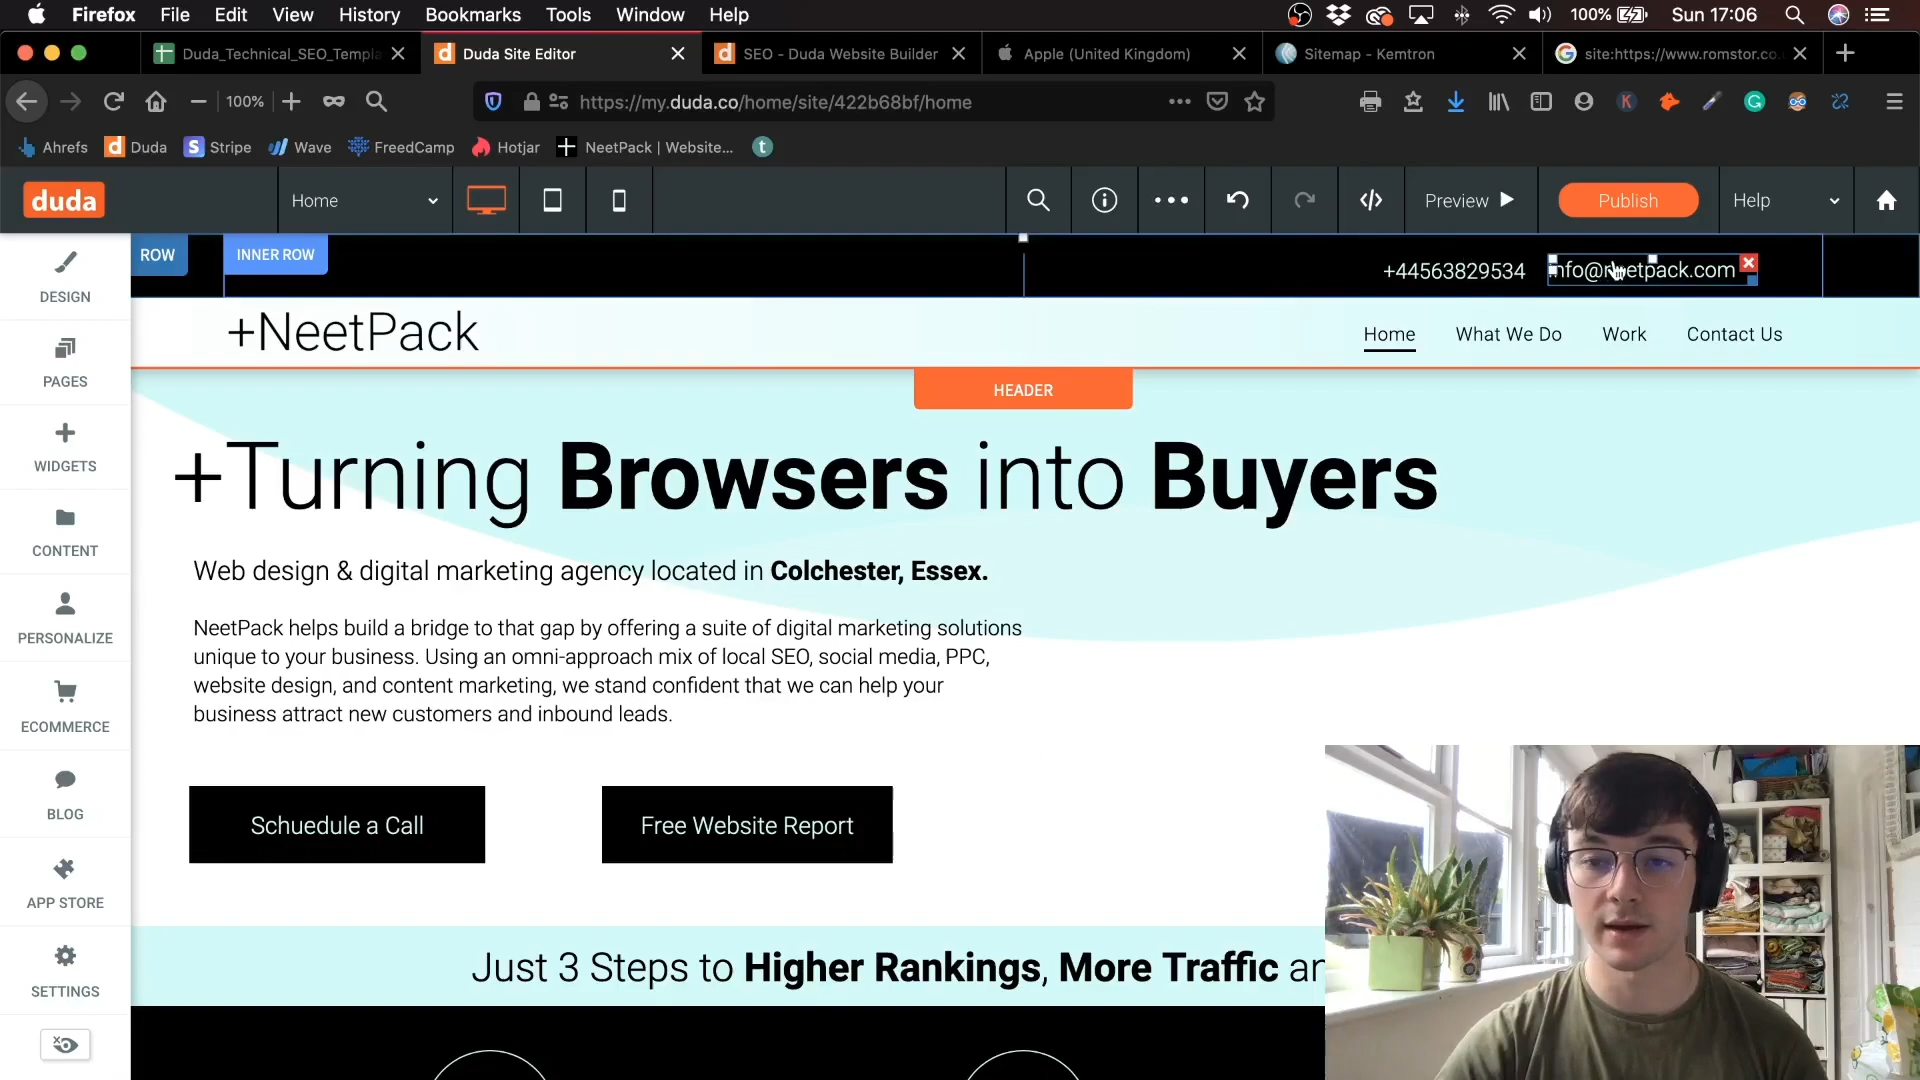 Firefox File Edit View History Bookmarks Tools Window Help 100% Sun 17:06
Duda_Technical_SEO_Templa Duda Site Editor SEO - Duda Website Builder Apple (United Kingdom) Sitemap - Kemtron site:https://www.romstor.co.
100% https://my.duda.co/home/site/422b68bf/home
Ahrefs Duda Stripe Wave FreedCamp Hotjar NeetPack | Website... t
duda Home Preview Publish Help
ROW INNER ROW
+44563829534 info@neetpack.com
+NeetPack
Home What We Do Work Contact Us
HEADER
DESIGN
PAGES
WIDGETS
CONTENT
PERSONALIZE
ECOMMERCE
BLOG
APP STORE
SETTINGS
+Turning Browsers into Buyers
Web design & digital marketing agency located in Colchester, Essex.
NeetPack helps build a bridge to that gap by offering a suite of digital marketing solutions
unique to your business. Using an omni-approach mix of local SEO, social media, PPC,
website design, and content marketing, we stand confident that we can help your
business attract new customers and inbound leads.
Schuedule a Call Free Website Report
Just 3 Steps to Higher Rankings, More Traffic an